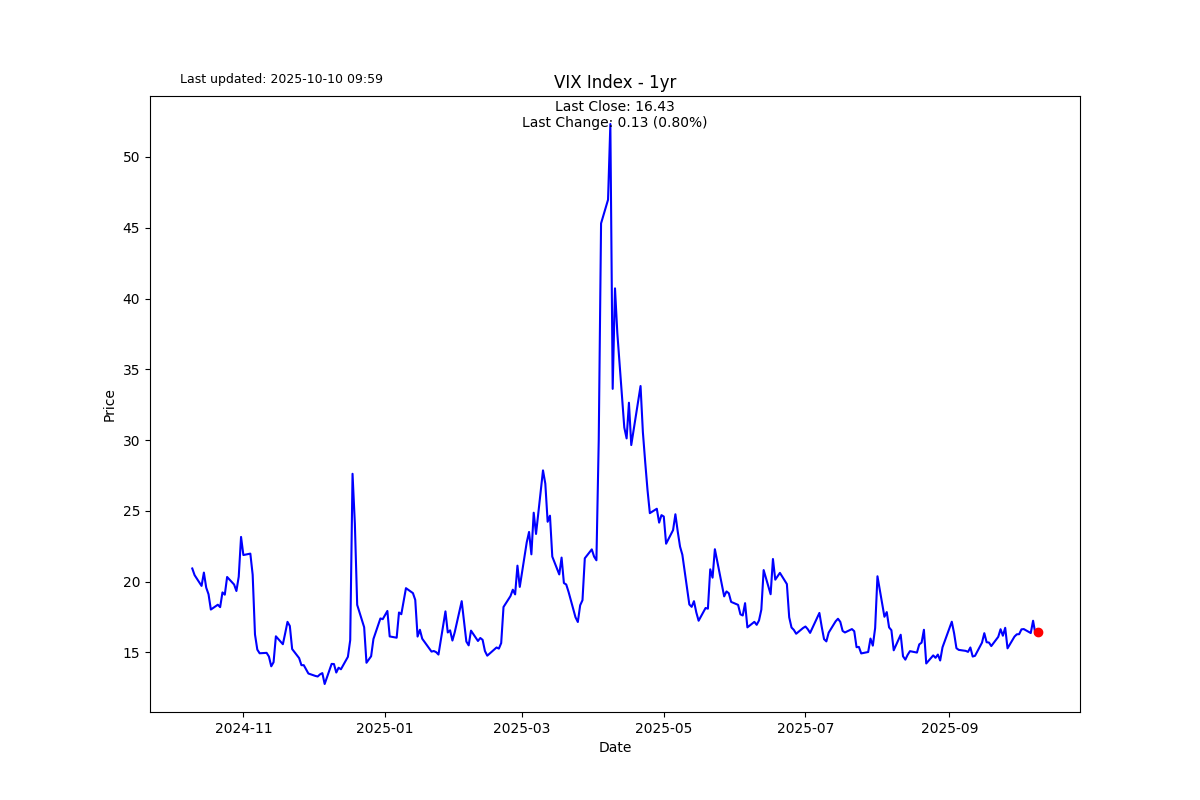 Last updated: 2025-10-10 09:59
VIX Index - 1yr
Last Close: 16.43
Last Change: 0.13 (0.80%)
50
45
40
35
30
25
20
15
Price
2024-11
2025-01
2025-03
2025-05
2025-07
2025-09
Date